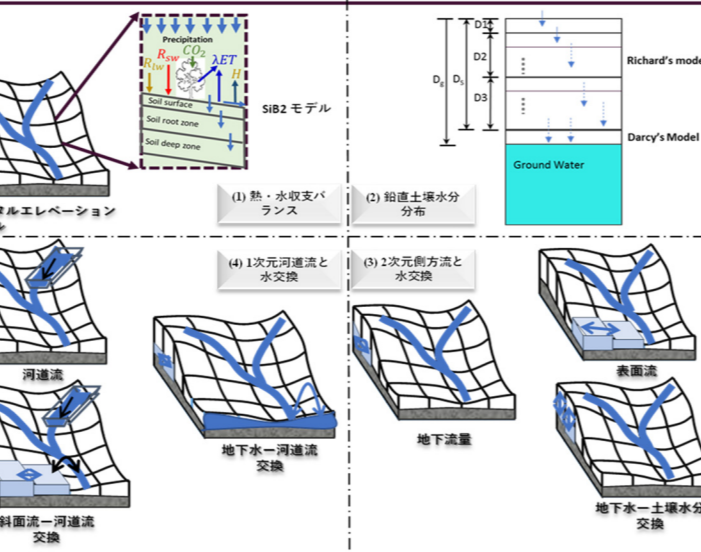 Precipitation
CO2
Rsw
λET
Rlw
H
Soil surface
Soil root zone
Soil deep zone
SiB2 モデル
タルエレベーション
(1) 熱・水収支バ
ランス
D1
D2
D3
Dg
Ds
Richard's mode
Darcy's Model
Ground Water
(2) 鉛直土壌水分
分布
(4) 1次元河道流と
水交換
河道流
地下水ー河道流
交換
斜面流ー河道流
交換
(3) 2次元側方流と
水交換
地下流量
表面流
地下水ー土壌水分
交換